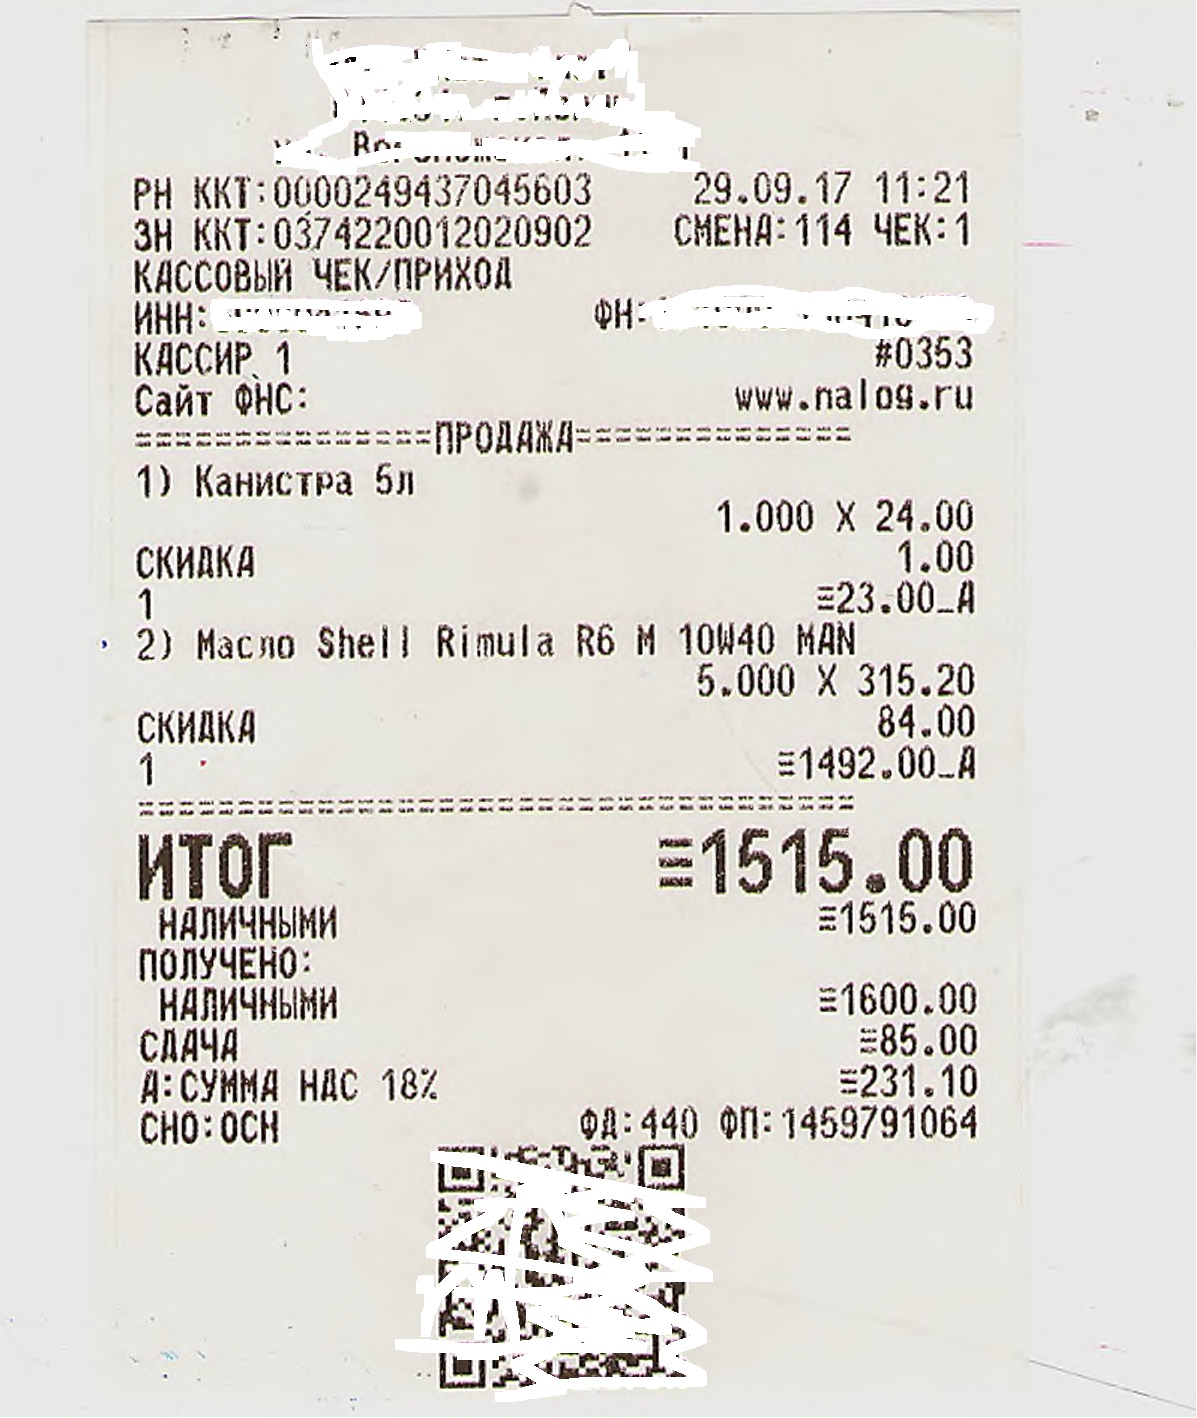 РН ККТ:0000249437045603 29.09.17 11:21
ЗН ККТ:0374220012020902 СМЕНА:114 ЧЕК:1
КАССОВЫЙ ЧЕК/ПРИХОД
ИНН: ФН:
КАССИР 1 #0353
Сайт ФНС: www.nalog.ru
===============ПРОДАЖА==============
1) Канистра 5л
1.000 X 24.00
СКИДКА 1.00
1 ≡23.00_А
2) Масло Shell Rimula R6 M 10W40 MAN
5.000 X 315.20
СКИДКА 84.00
1 ≡1492.00_А
====================================
ИТОГ ≡1515.00
НАЛИЧНЫМИ ≡1515.00
ПОЛУЧЕНО:
НАЛИЧНЫМИ ≡1600.00
СДАЧА ≡85.00
А:СУММА НДС 18% ≡231.10
СНО:ОСН ФД:440 ФП:1459791064